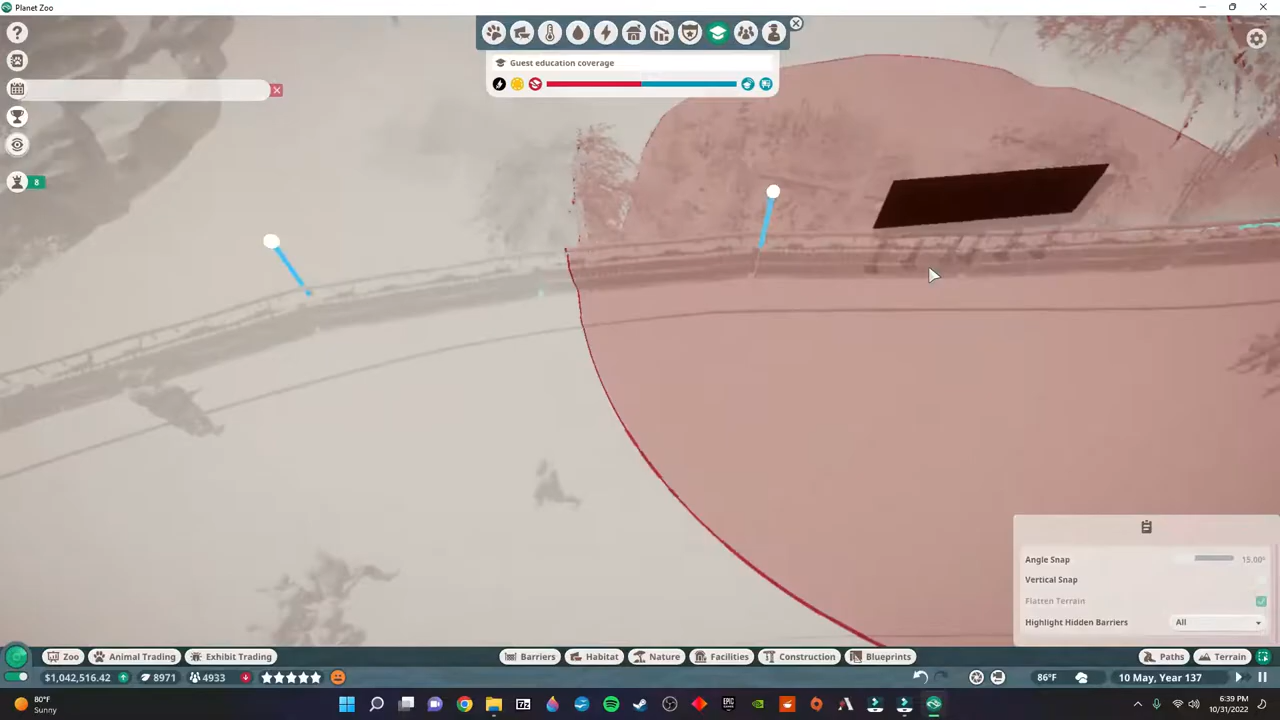 Planet Zoo
?
Guest education coverage
8
Angle Snap 15.00°
Vertical Snap
Flatten Terrain
Highlight Hidden Barriers All
Zoo Animal Trading Exhibit Trading Barriers Habitat Nature Facilities Construction Blueprints Paths Terrain
$1,042,516.42 8971 4933 86°F 10 May, Year 137
80°F
Sunny
6:39 PM
10/31/2022